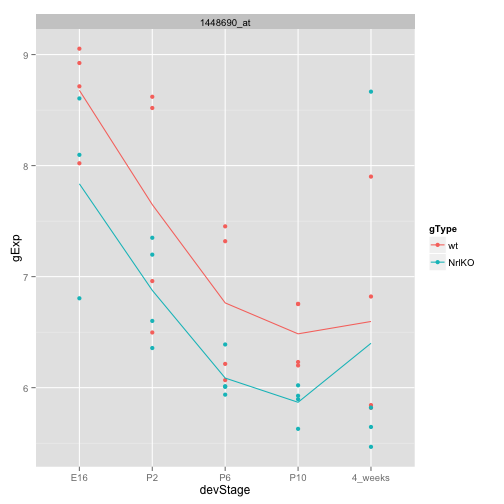 1448690_at
9
8
7
6
gExp
E16 P2 P6 P10 4_weeks
devStage
gType
wt
NrlKO